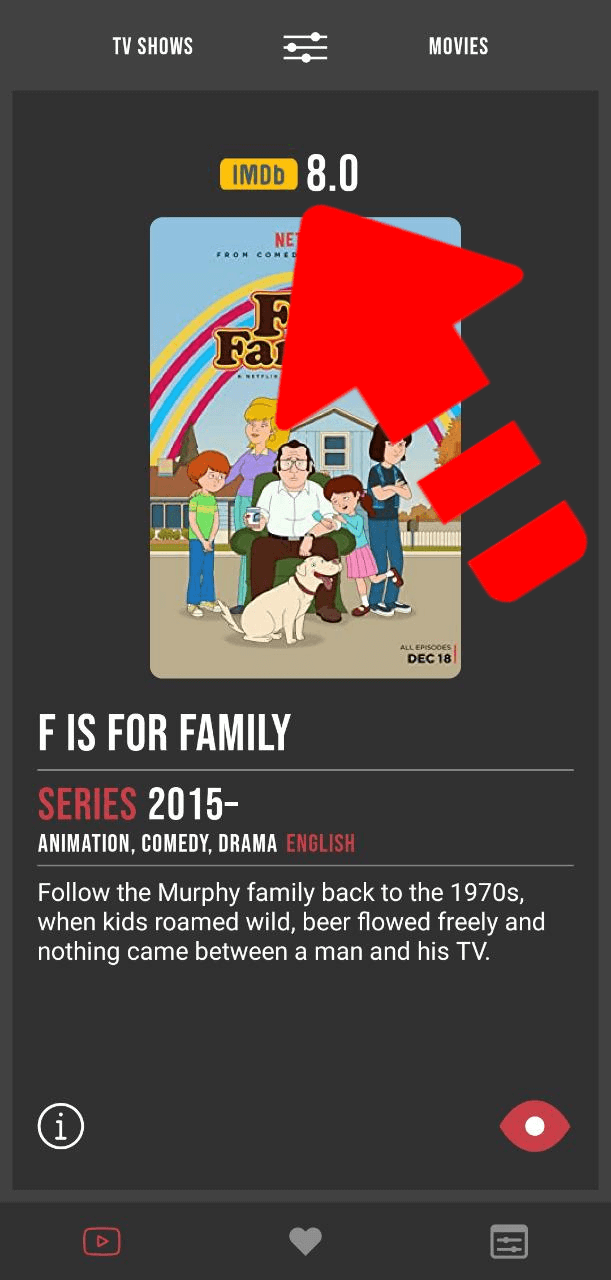 TV SHOWS
MOVIES
IMDb 8.0
FROM
F IS FOR FAMILY
SERIES 2015–
ANIMATION, COMEDY, DRAMA ENGLISH
Follow the Murphy family back to the 1970s,
when kids roamed wild, beer flowed freely and
nothing came between a man and his TV.
ALL EPISODES
DEC 18